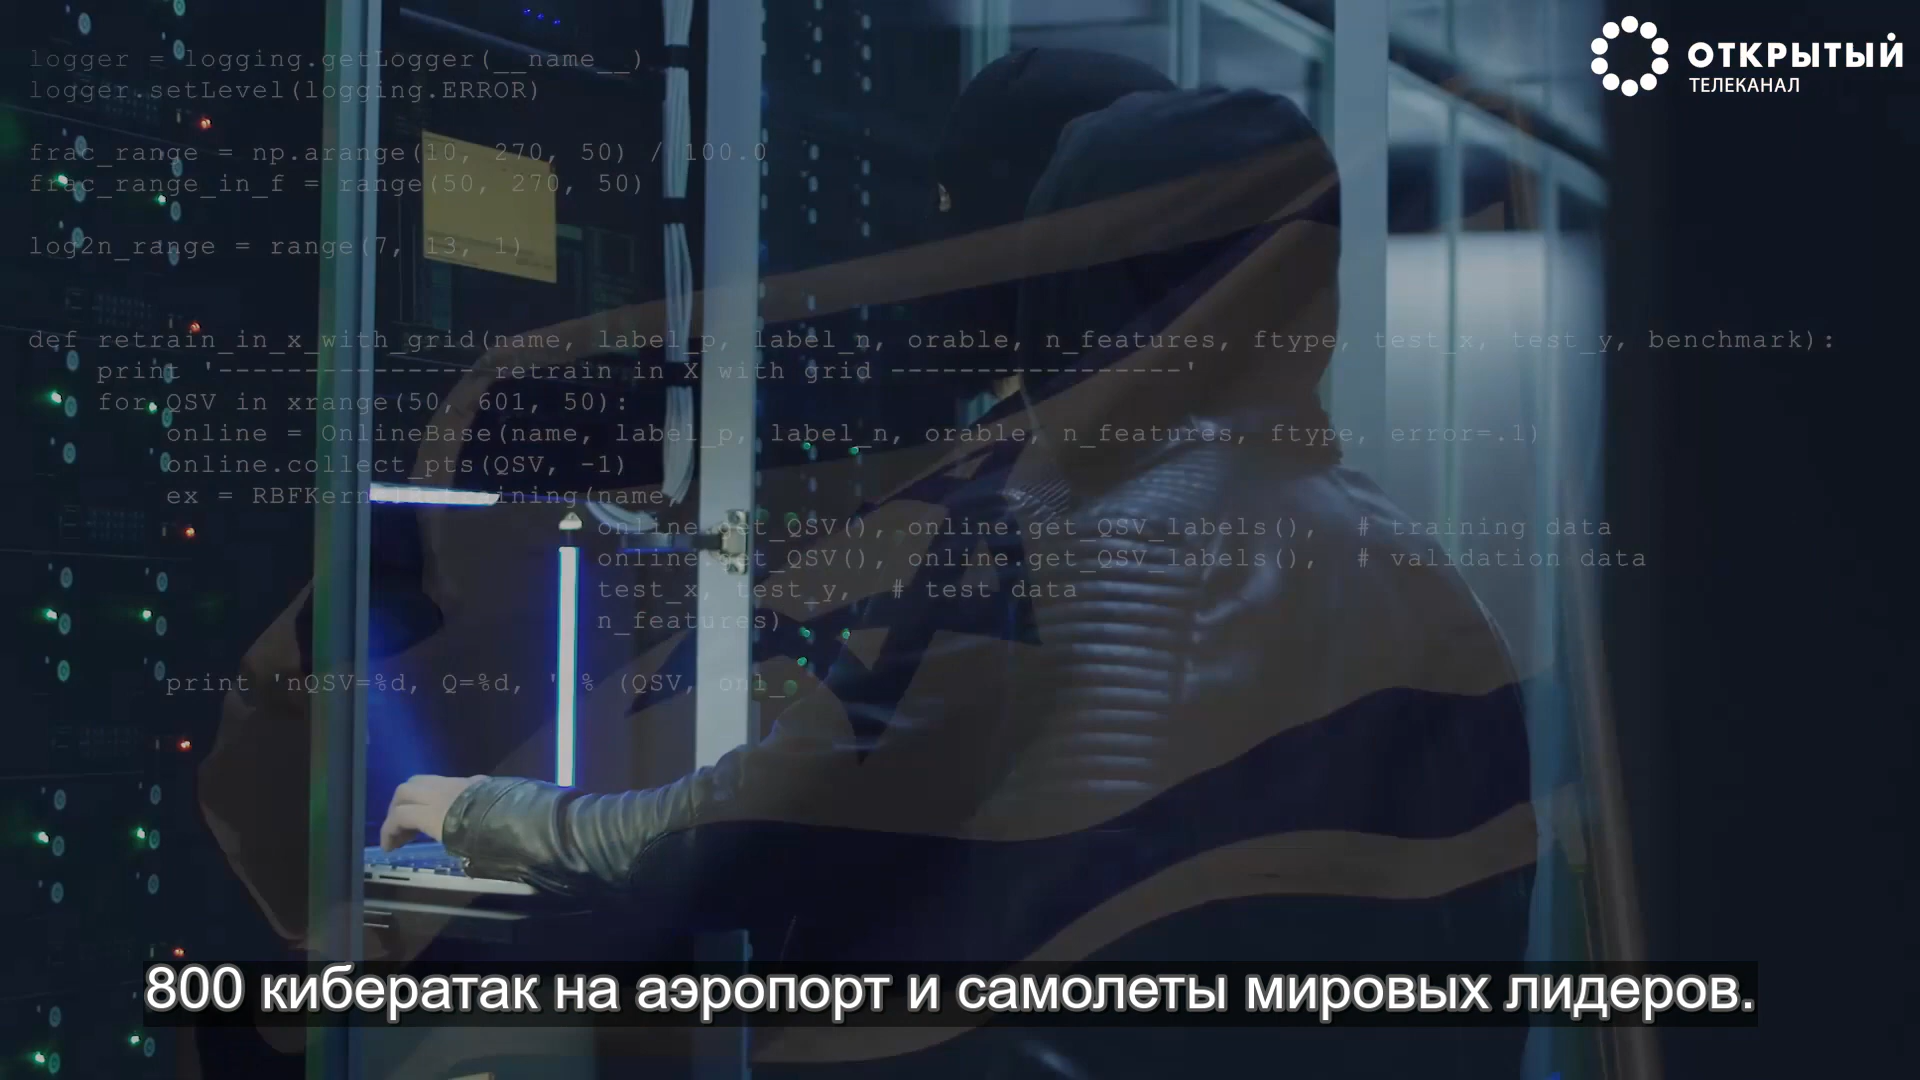 ОТКРЫТЫЙ
ТЕЛЕКАНАЛ
logger = logging.getLogger(__name__)
logger.setLevel(logging.ERROR)
frac_range = np.arange(10, 270, 50) / 100.0
frac_range_in_f = range(50, 270, 50)
log2n_range = range(7, 13, 1)
def retrain_in_x_with_grid(name, label_p, label_n, orable, n_features, ftype, test_x, test_y, benchmark):
print '--------------- retrain in X with grid -----------------'
for QSV in xrange(50, 601, 50):
online = OnlineBase(name, label_p, label_n, orable, n_features, ftype, error=.1)
online.collect_pts(QSV, -1)
ex = RBFKernelRetraining(name,
online.get_QSV(), online.get_QSV_labels(), # training data
online.get_QSV(), online.get_QSV_labels(), # validation data
test_x, test_y, # test data
n_features)
print 'nQSV=%d, Q=%d, ' % (QSV, onl_
800 кибератак на аэропорт и самолеты мировых лидеров.